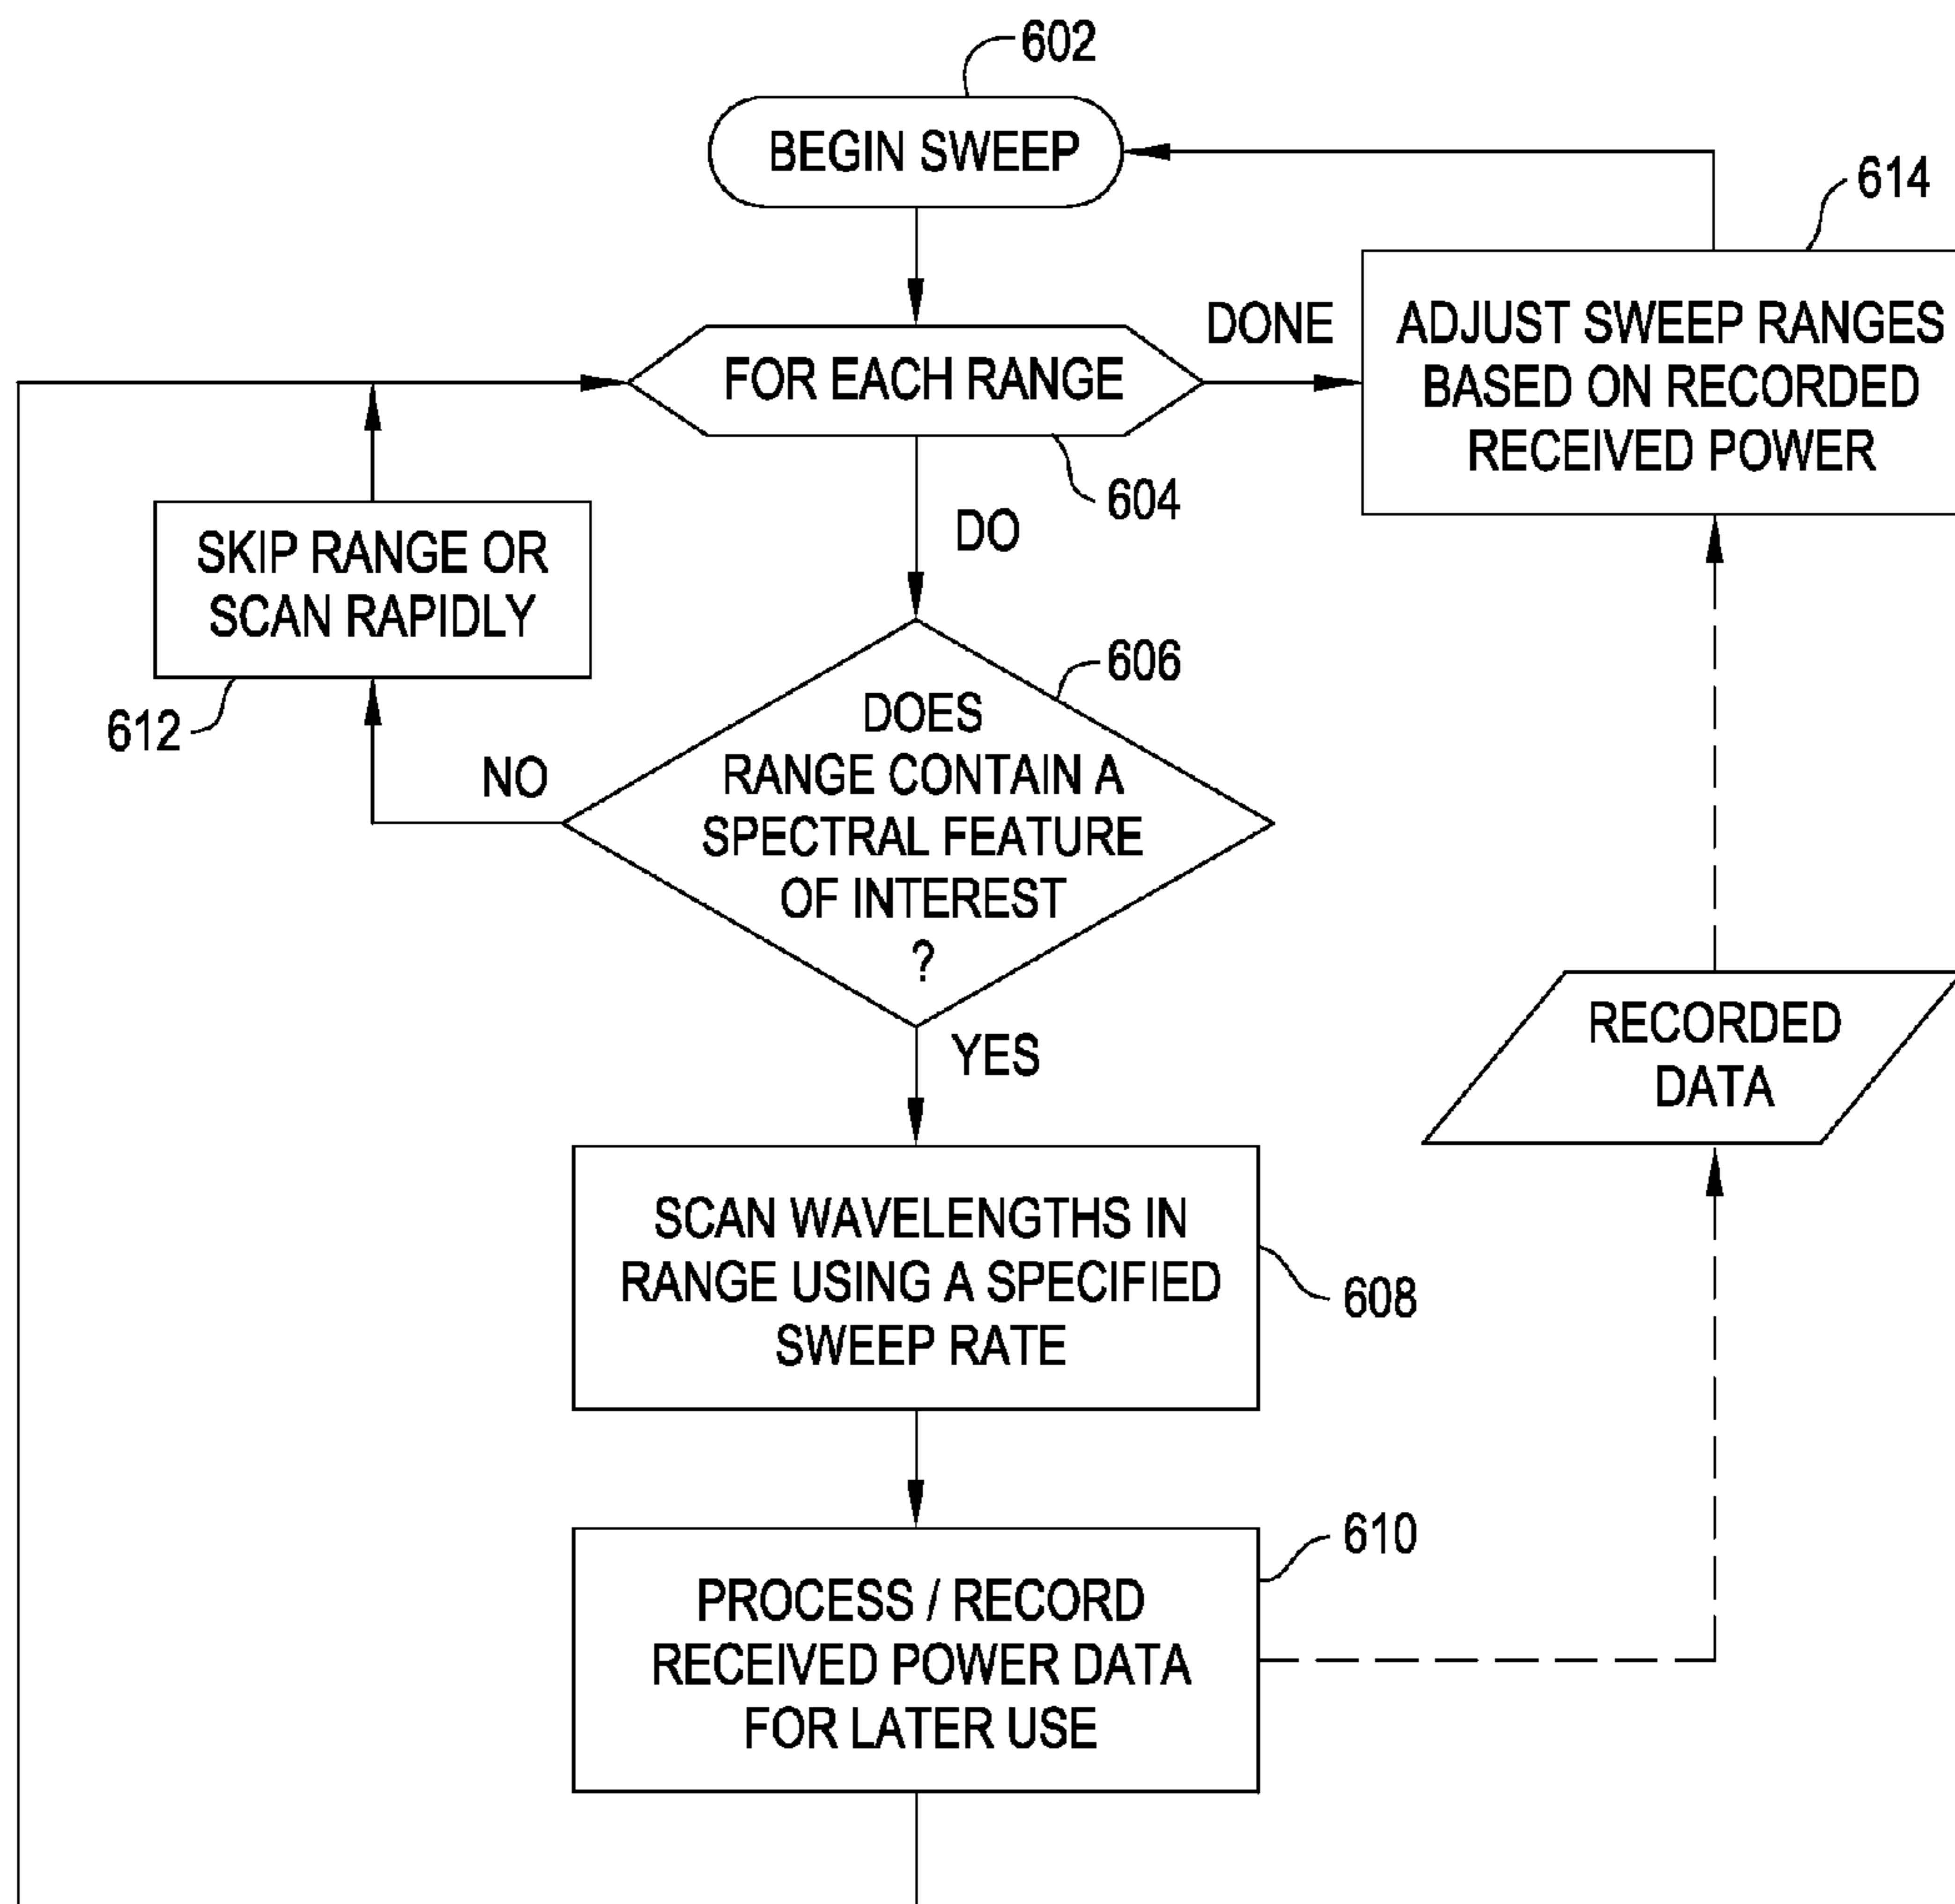 602
BEGIN SWEEP
614
FOR EACH RANGE
604
DONE
ADJUST SWEEP RANGES
BASED ON RECORDED
RECEIVED POWER
DO
SKIP RANGE OR
SCAN RAPIDLY
612
606
DOES
RANGE CONTAIN A
SPECTRAL FEATURE
OF INTEREST
?
NO
YES
RECORDED
DATA
SCAN WAVELENGTHS IN
RANGE USING A SPECIFIED
SWEEP RATE
608
610
PROCESS / RECORD
RECEIVED POWER DATA
FOR LATER USE